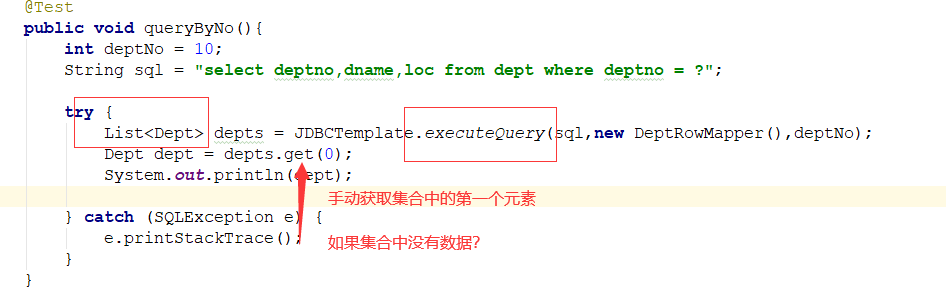 @Test
public void queryByNo(){
int deptNo = 10;
String sql = "select deptno,dname,loc from dept where deptno = ?";
try {
List<Dept> depts = JDBCTemplate.executeQuery(sql,new DeptRowMapper(),deptNo);
Dept dept = depts.get(0);
System.out.println(dept);
手动获取集合中的第一个元素
} catch (SQLException e) {
e.printStackTrace();
如果集合中没有数据?
}
}